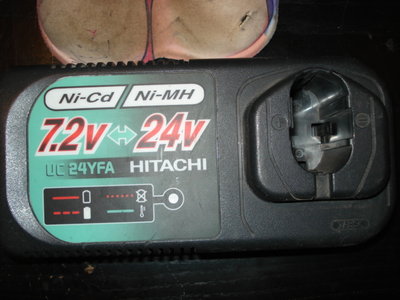 Ni-Cd Ni-MH
7.2v ⇔ 24v
UC 24YFA HITACHI